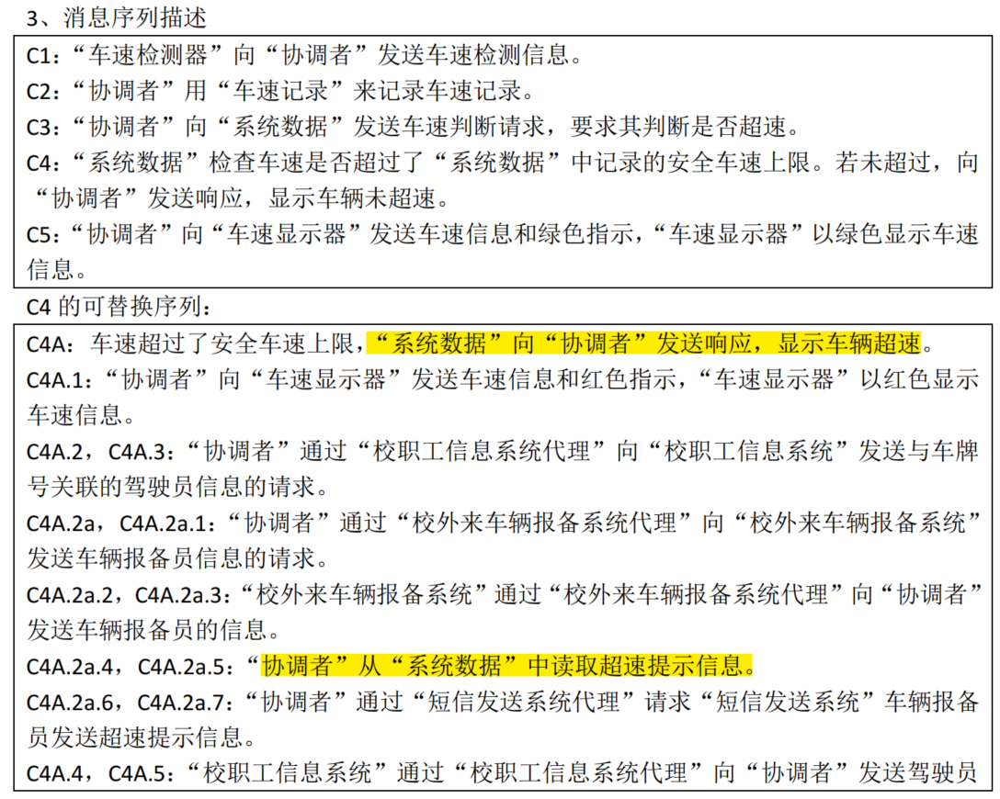 3、消息序列描述
C1：“车速检测器”向“协调者”发送车速检测信息。
C2：“协调者”用“车速记录”来记录车速记录。
C3：“协调者”向“系统数据”发送车速判断请求，要求其判断是否超速。
C4：“系统数据”检查车速是否超过了“系统数据”中记录的安全车速上限。若未超过，向
“协调者”发送响应，显示车辆未超速。
C5：“协调者”向“车速显示器”发送车速信息和绿色指示，“车速显示器”以绿色显示车速
信息。
C4 的可替换序列：
C4A：车速超过了安全车速上限，“系统数据”向“协调者”发送响应，显示车辆超速。
C4A.1：“协调者”向“车速显示器”发送车速信息和红色指示，“车速显示器”以红色显示
车速信息。
C4A.2，C4A.3：“协调者”通过“校职工信息系统代理”向“校职工信息系统”发送与车牌
号关联的驾驶员信息的请求。
C4A.2a，C4A.2a.1：“协调者”通过“校外来车辆报备系统代理”向“校外来车辆报备系统”
发送车辆报备员信息的请求。
C4A.2a.2，C4A.2a.3：“校外来车辆报备系统”通过“校外来车辆报备系统代理”向“协调者”
发送车辆报备员的信息。
C4A.2a.4，C4A.2a.5：“协调者”从“系统数据”中读取超速提示信息。
C4A.2a.6，C4A.2a.7：“协调者”通过“短信发送系统代理”请求“短信发送系统”车辆报备
员发送超速提示信息。
C4A.4，C4A.5：“校职工信息系统”通过“校职工信息系统代理”向“协调者”发送驾驶员